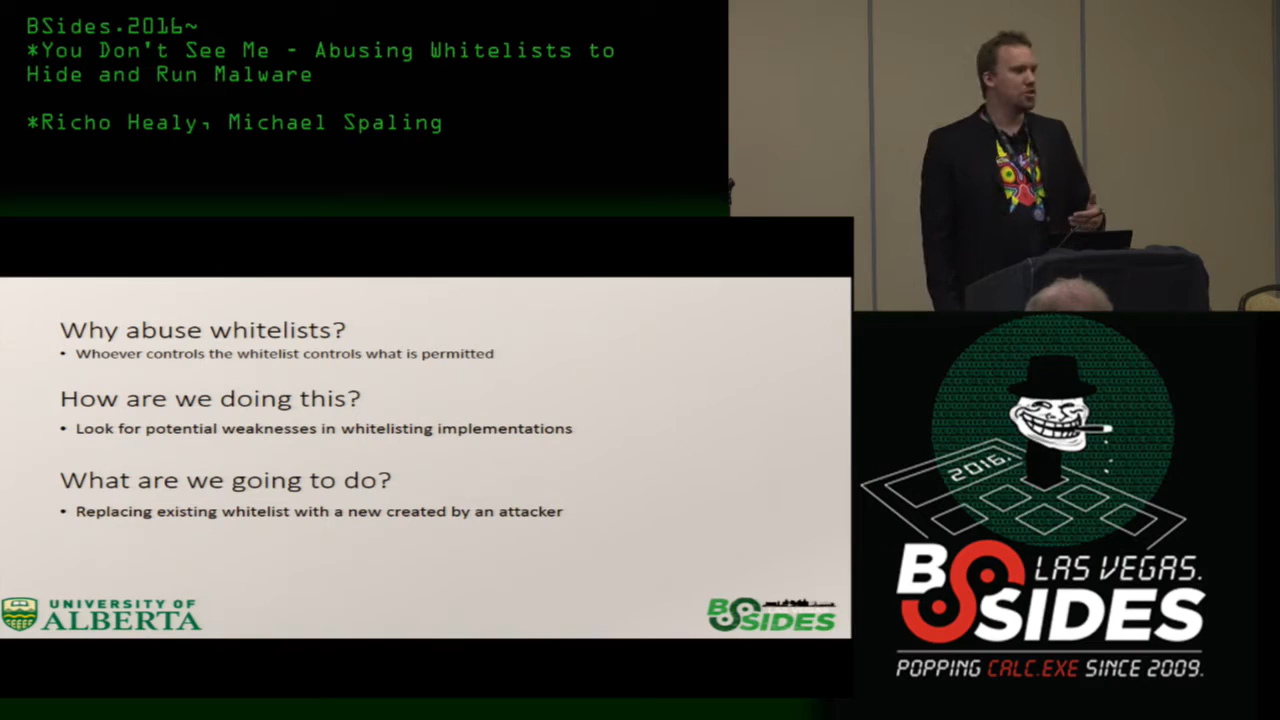 BSides.2016~
*You Don't See Me - Abusing Whitelists to
Hide and Run Malware
*Richo Healy, Michael Spaling
Why abuse whitelists?
• Whoever controls the whitelist controls what is permitted
How are we doing this?
• Look for potential weaknesses in whitelisting implementations
What are we going to do?
• Replacing existing whitelist with a new created by an attacker
UNIVERSITY OF
ALBERTA
BSIDES
2016.
BSIDES
LAS VEGAS.
POPPING CALC.EXE SINCE 2009.